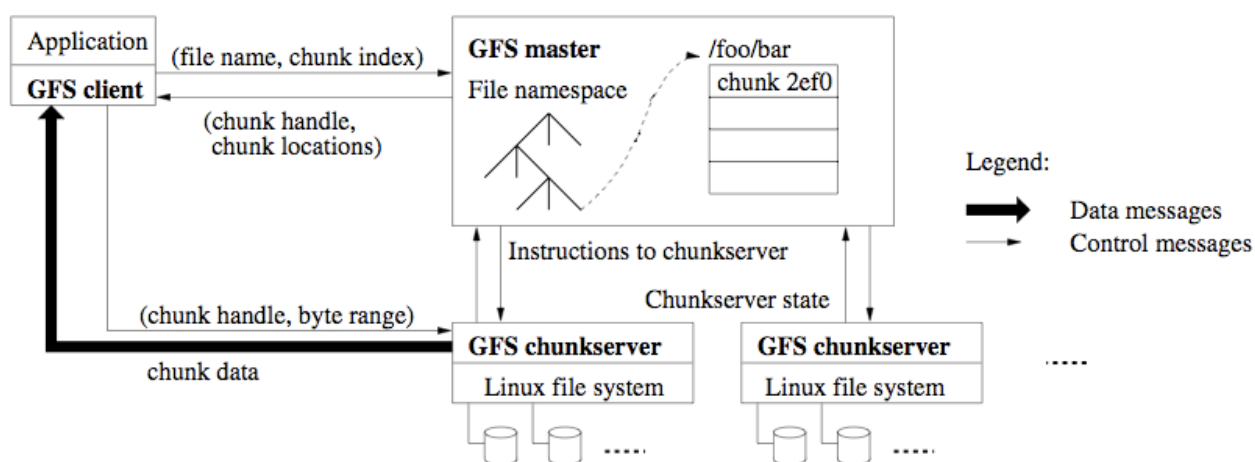 Application
GFS client
(file name, chunk index)
(chunk handle,
chunk locations)
GFS master
File namespace
/foo/bar
chunk 2ef0
Legend:
Data messages
Control messages
Instructions to chunkserver
Chunkserver state
(chunk handle, byte range)
chunk data
GFS chunkserver
Linux file system
GFS chunkserver
Linux file system